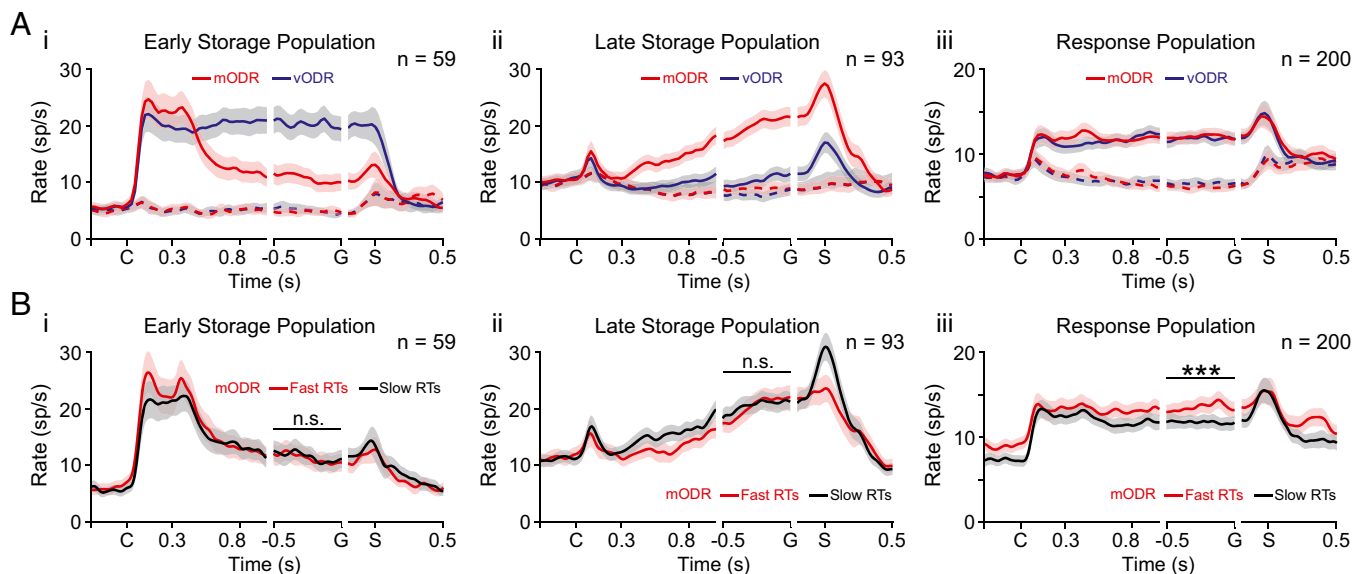 A
i Early Storage Population n = 59
mODR vODR
Rate (sp/s)
30
20
10
0
C 0.3 0.8 -0.5 G S 0.5
Time (s)
ii Late Storage Population n = 93
mODR vODR
Rate (sp/s)
30
20
10
0
C 0.3 0.8 -0.5 G S 0.5
Time (s)
iii Response Population n = 200
mODR vODR
Rate (sp/s)
20
15
10
5
0
C 0.3 0.8 -0.5 G S 0.5
Time (s)
B
i Early Storage Population n = 59
mODR Fast RTs Slow RTs
n.s.
Rate (sp/s)
30
20
10
0
C 0.3 0.8 -0.5 G S 0.5
Time (s)
ii Late Storage Population n = 93
n.s.
Rate (sp/s)
30
20
10
0
mODR Fast RTs Slow RTs
C 0.3 0.8 -0.5 G S 0.5
Time (s)
iii Response Population n = 200
***
Rate (sp/s)
20
15
10
5
0
mODR Fast RTs Slow RTs
C 0.3 0.8 -0.5 G S 0.5
Time (s)